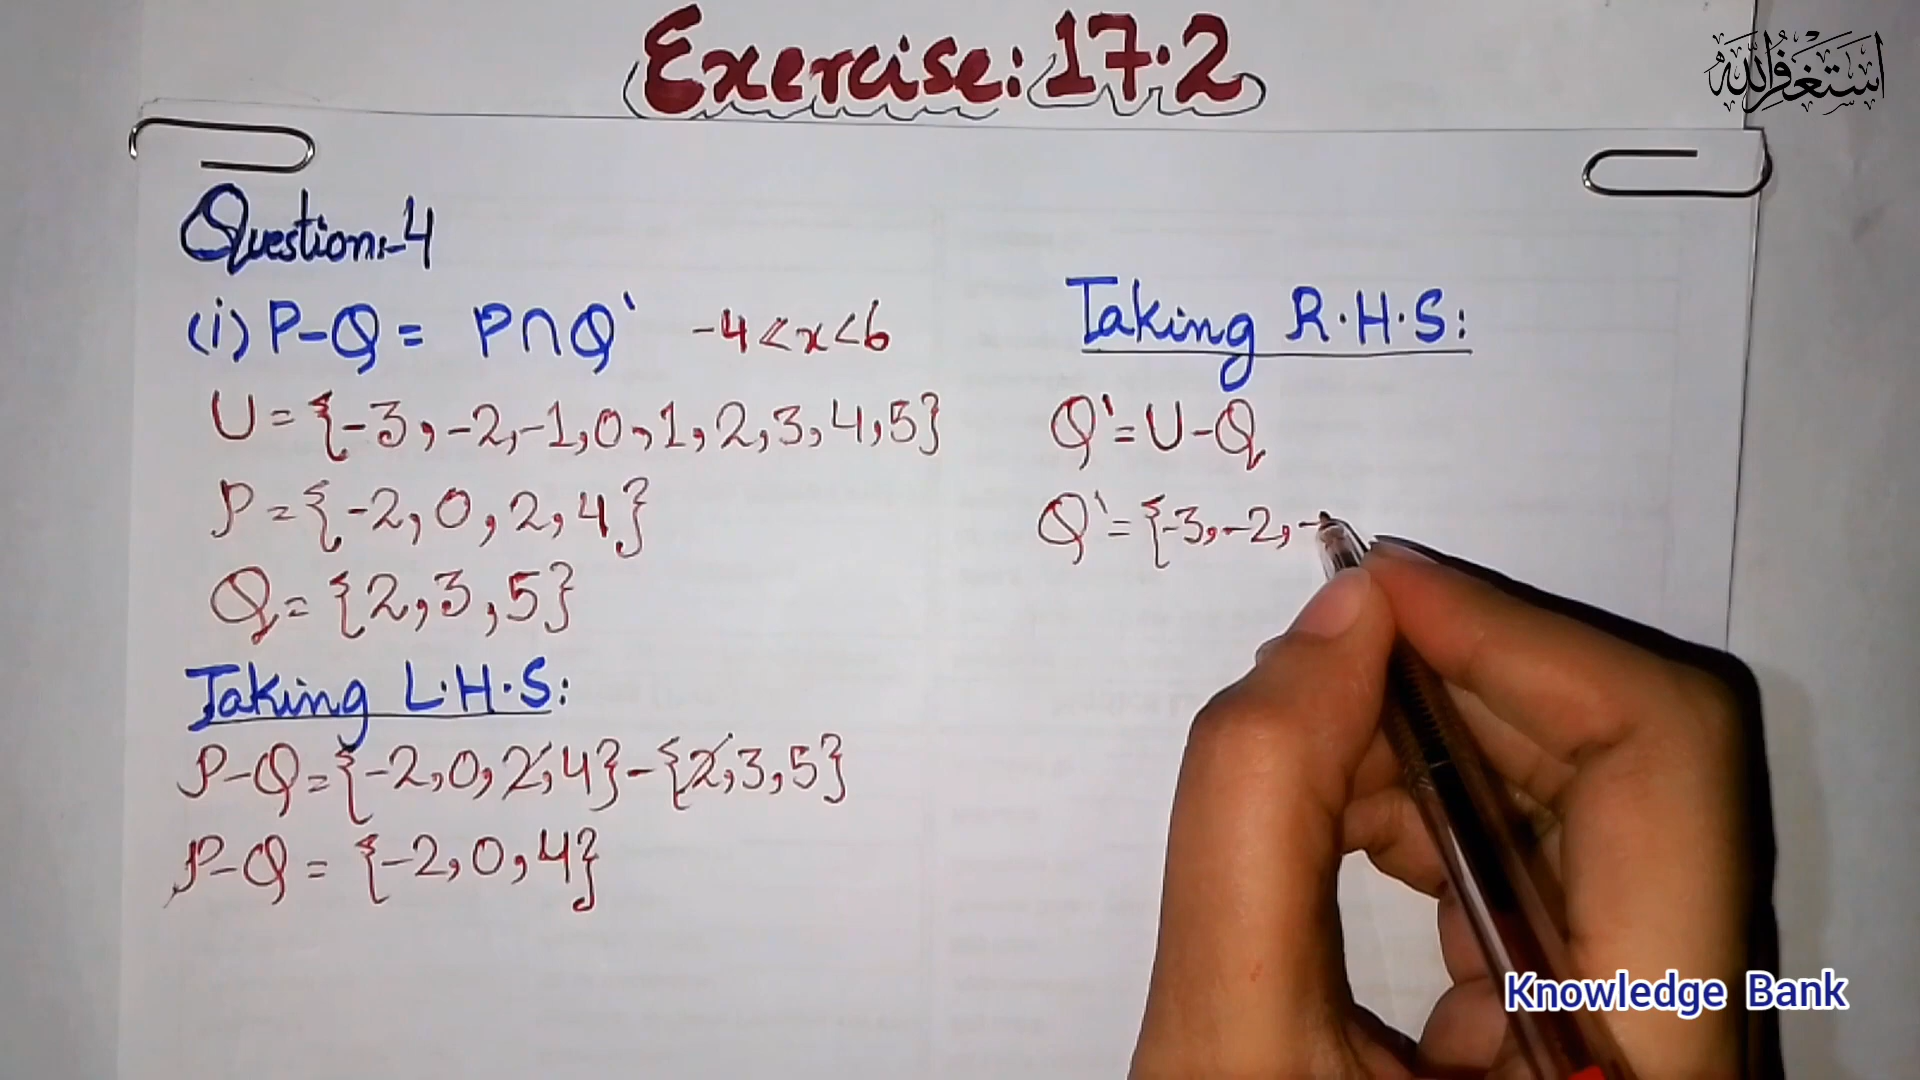 Exercise: 17.2
أستغفر الله
Question:-4
(i) P-Q = P∩Q' -4<x<6
U = {-3, -2, -1, 0, 1, 2, 3, 4, 5}
P = {-2, 0, 2, 4}
Q = {2, 3, 5}
Taking L.H.S:
P-Q = {-2, 0, 2, 4} - {2, 3, 5}
P-Q = {-2, 0, 4}
Taking R.H.S:
Q' = U-Q
Q' = {-3, -2, -
Knowledge Bank